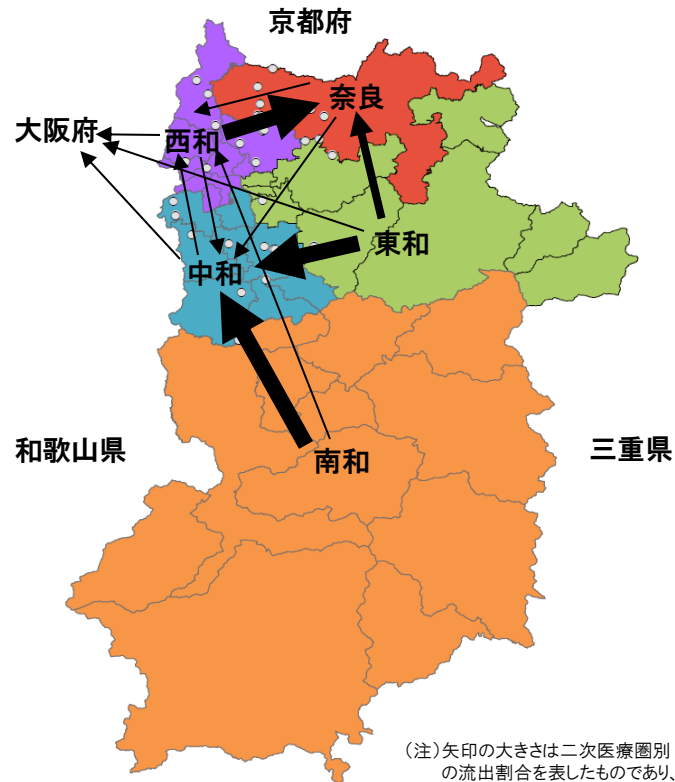 京都府
奈良
大阪府
西和
東和
中和
和歌山県
南和
三重県
(注)矢印の大きさは二次医療圏別
の流出割合を表したものであり、